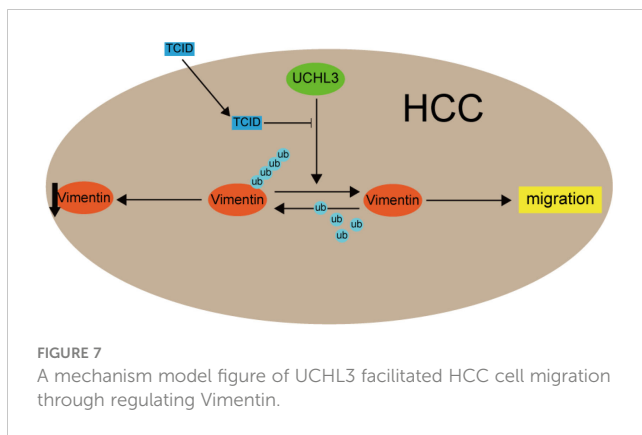 TCID
UCHL3
HCC
TCID
ub
ub
ub
ub
Vimentin
Vimentin
Vimentin
migration
ub
ub
ub
ub
FIGURE 7
A mechanism model figure of UCHL3 facilitated HCC cell migration
through regulating Vimentin.